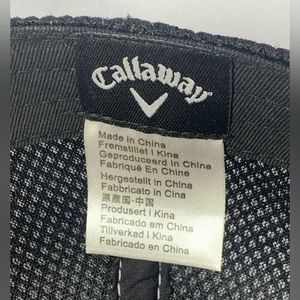 Callaway
Made in China
Fremstillet i Kina
Geproduceerd in China
Fabriqué En Chine
Hergestellt in China
Fabbricato in Cina
原産国·中国
Produsert i Kina
Fabricado em China
Tillverkad i Kina
Fabricado en China